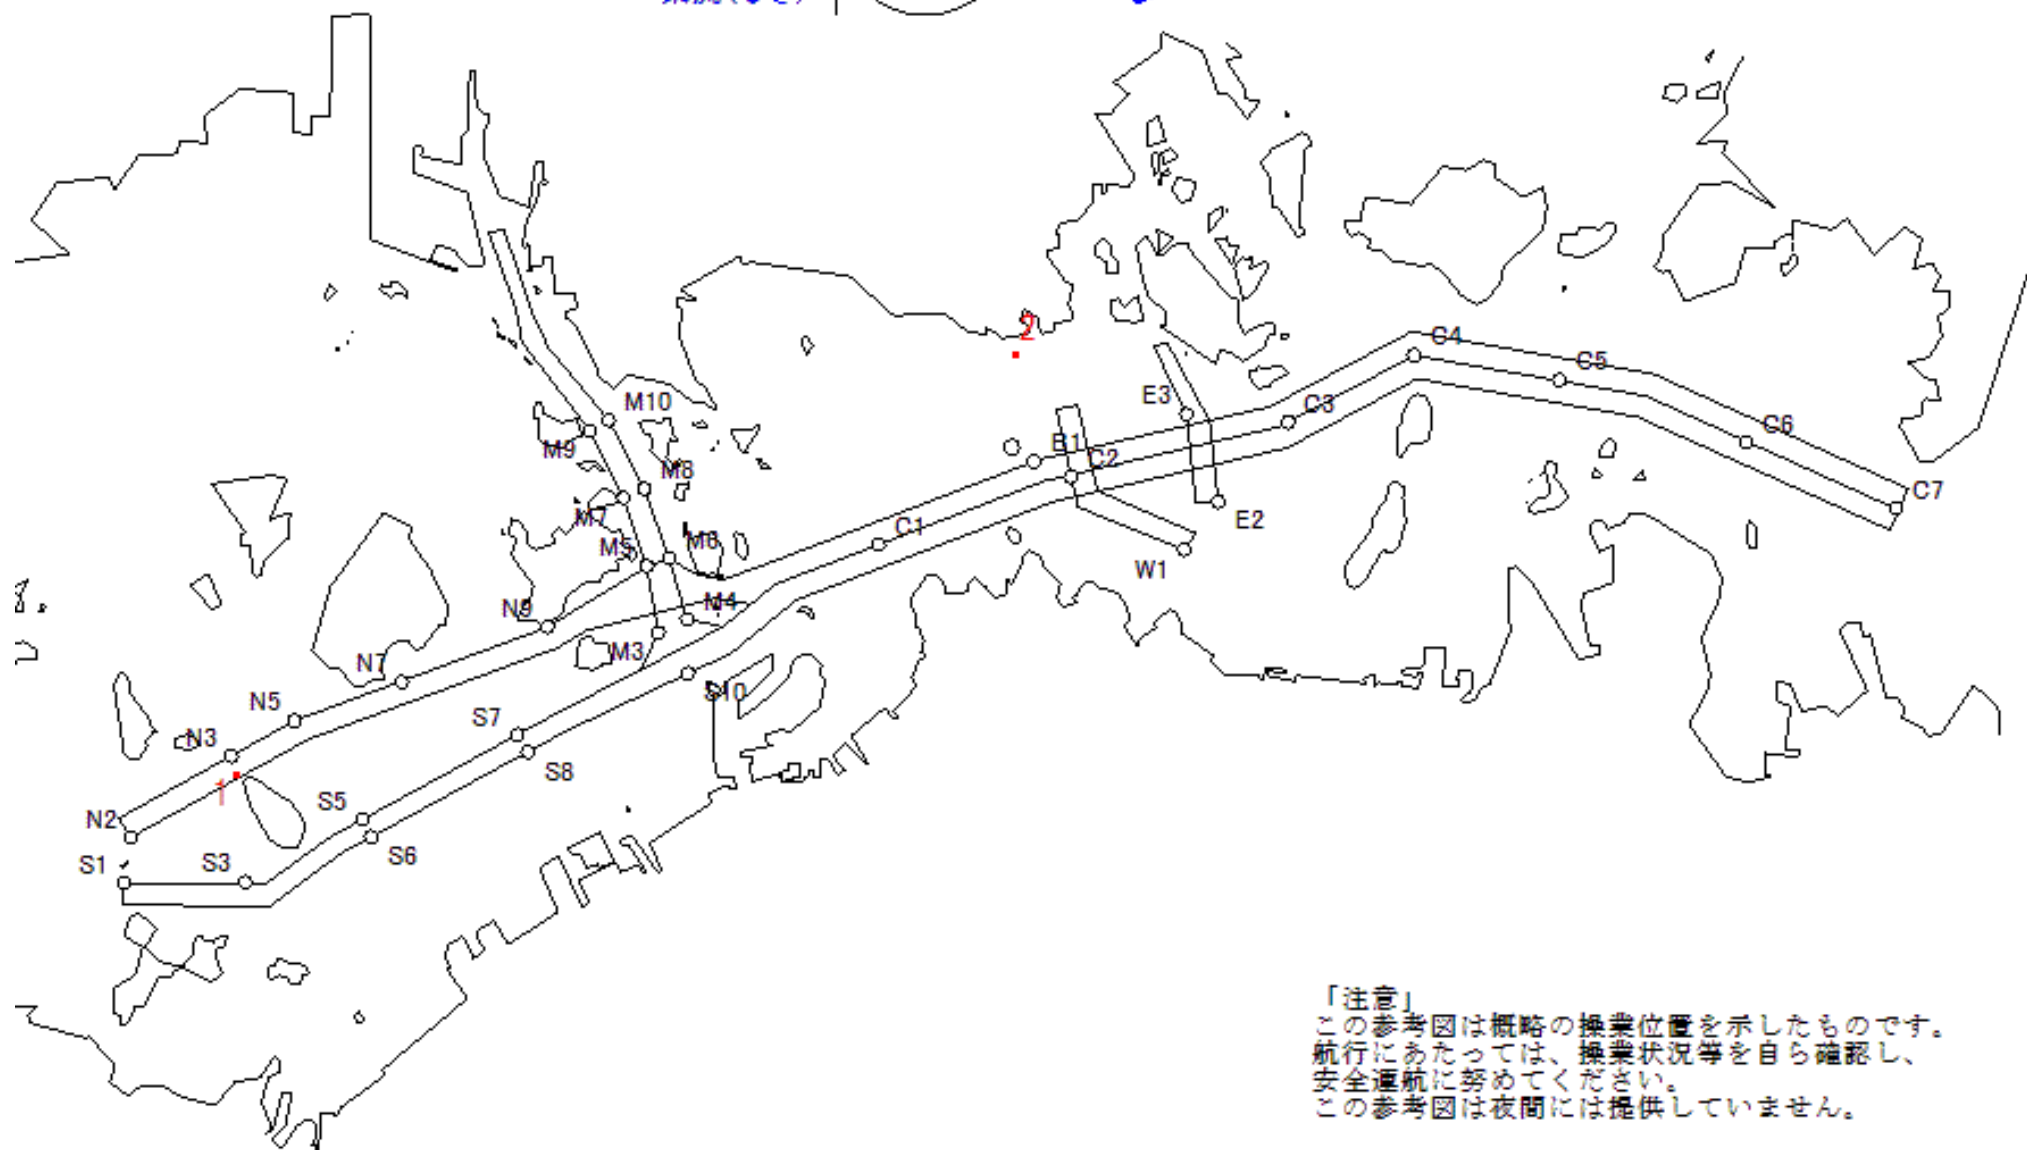 2
C4
C5
E3
C3
M10
C6
B1
M9
C2
M8
C7
M7
E2
C1
M6
M5
W1
N9
M4
M3
N7
S10
N5
S7
N3
S8
1
S5
N2
S6
S1
S3
「注意」
この参考図は概略の操業位置を示したものです。
航行にあたっては、操業状況等を自ら確認し、
安全運航に努めてください。
この参考図は夜間には提供していません。